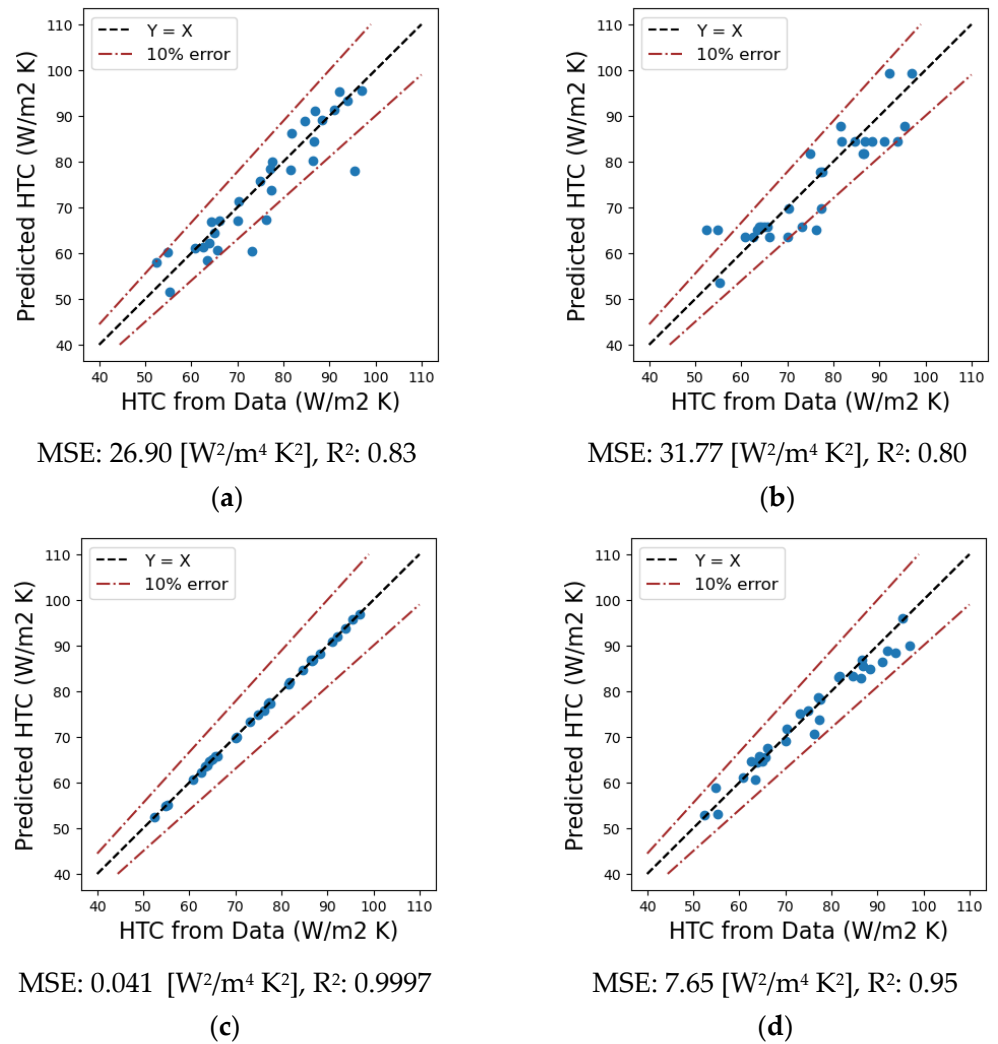 Y = X
10% error
Predicted HTC (W/m2 K)
110
100
90
80
70
60
50
40
40 50 60 70 80 90 100 110
HTC from Data (W/m2 K)
MSE: 26.90 [W²/m⁴ K²], R²: 0.83
(a)
Y = X
10% error
Predicted HTC (W/m2 K)
110
100
90
80
70
60
50
40
40 50 60 70 80 90 100 110
HTC from Data (W/m2 K)
MSE: 31.77 [W²/m⁴ K²], R²: 0.80
(b)
Y = X
10% error
Predicted HTC (W/m2 K)
110
100
90
80
70
60
50
40
40 50 60 70 80 90 100 110
HTC from Data (W/m2 K)
MSE: 0.041 [W²/m⁴ K²], R²: 0.9997
(c)
Y = X
10% error
Predicted HTC (W/m2 K)
110
100
90
80
70
60
50
40
40 50 60 70 80 90 100 110
HTC from Data (W/m2 K)
MSE: 7.65 [W²/m⁴ K²], R²: 0.95
(d)